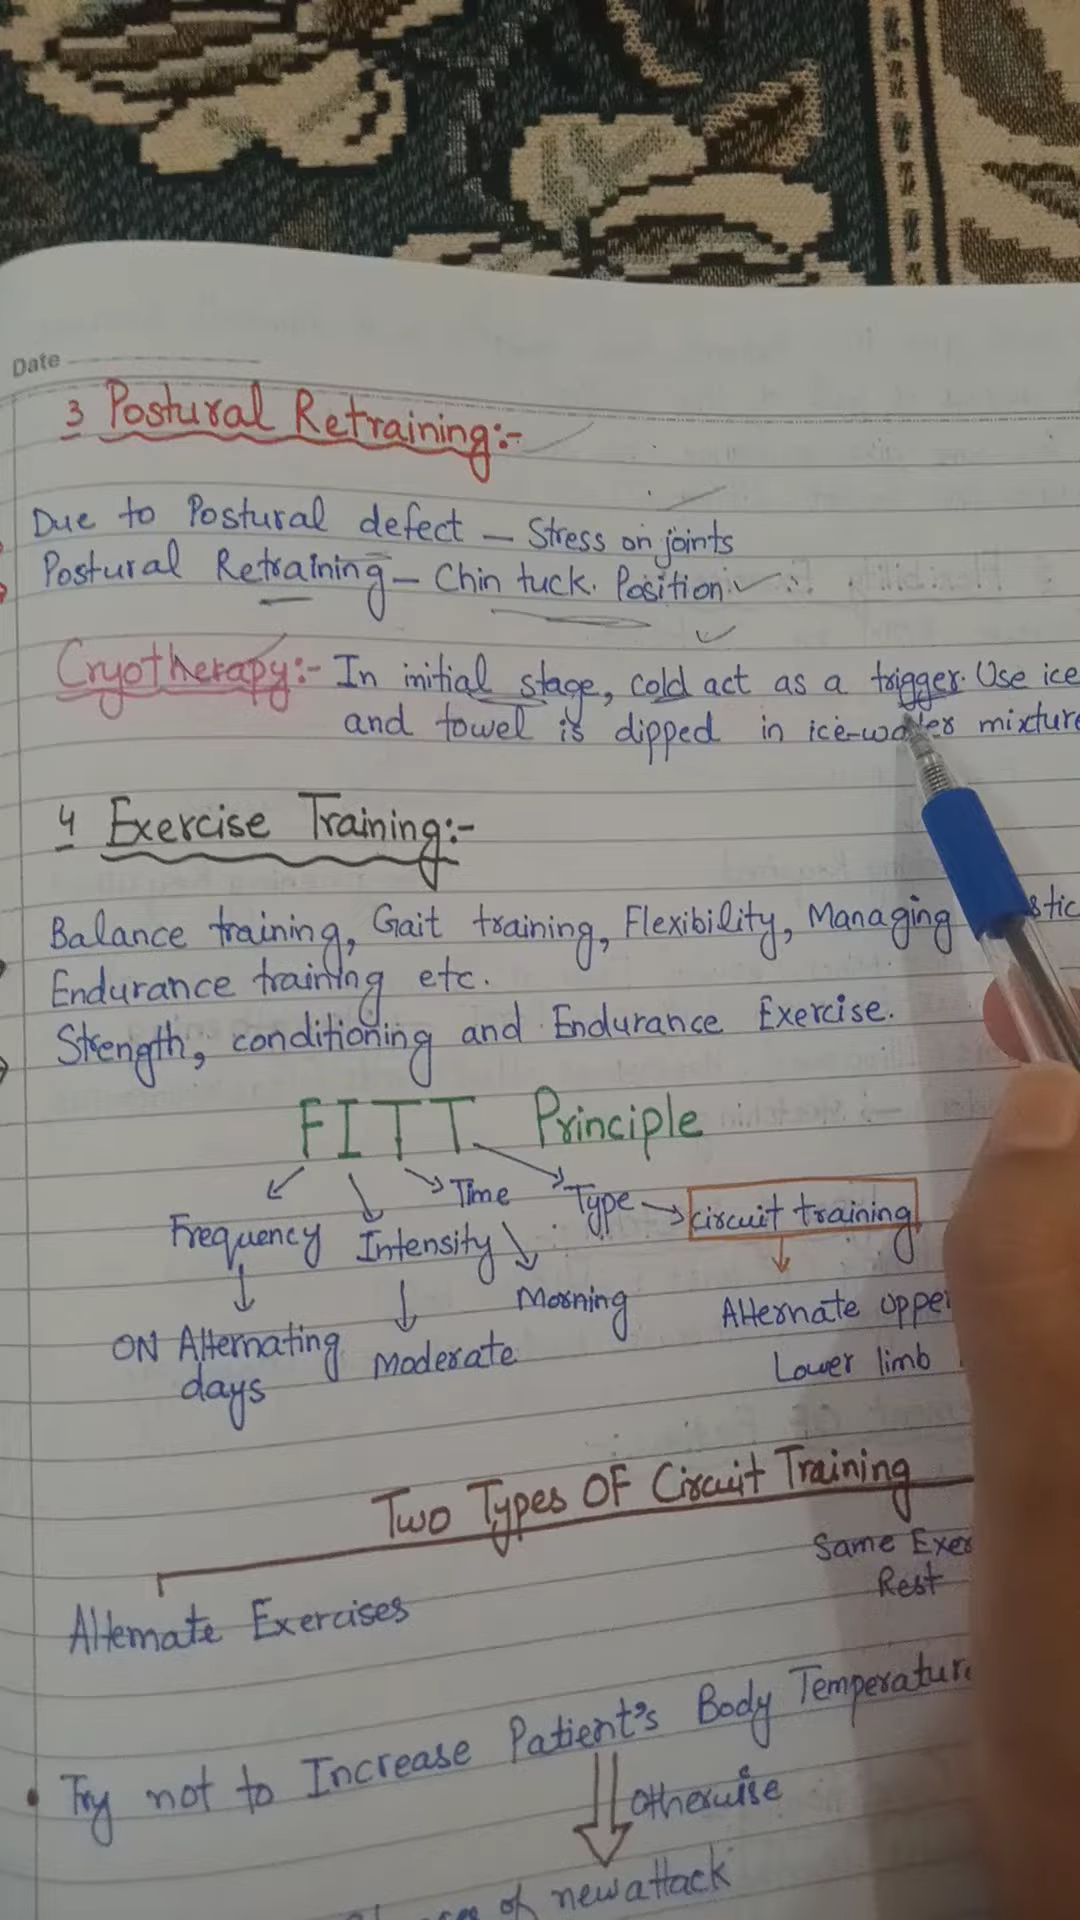 Date
3 Postural Retraining:-
Due to Postural defect — Stress on joints
Postural Retraining — Chin tuck. Position
Cryotherapy:- In initial stage, cold act as a trigger. Use ice
and towel is dipped in ice-water mixture
4 Exercise Training:-
Balance training, Gait training, Flexibility, Managing
Endurance training etc.
Strength, conditioning and Endurance Exercise.
FITT Principle
Frequency Intensity Time Type → circuit training
ON Alternating days
Moderate
Morning
Alternate upper
Lower limb
Two Types OF Circuit Training
Alternate Exercises
Same
Rest
• Try not to Increase Patient's Body Temperature
otherwise
of new attack